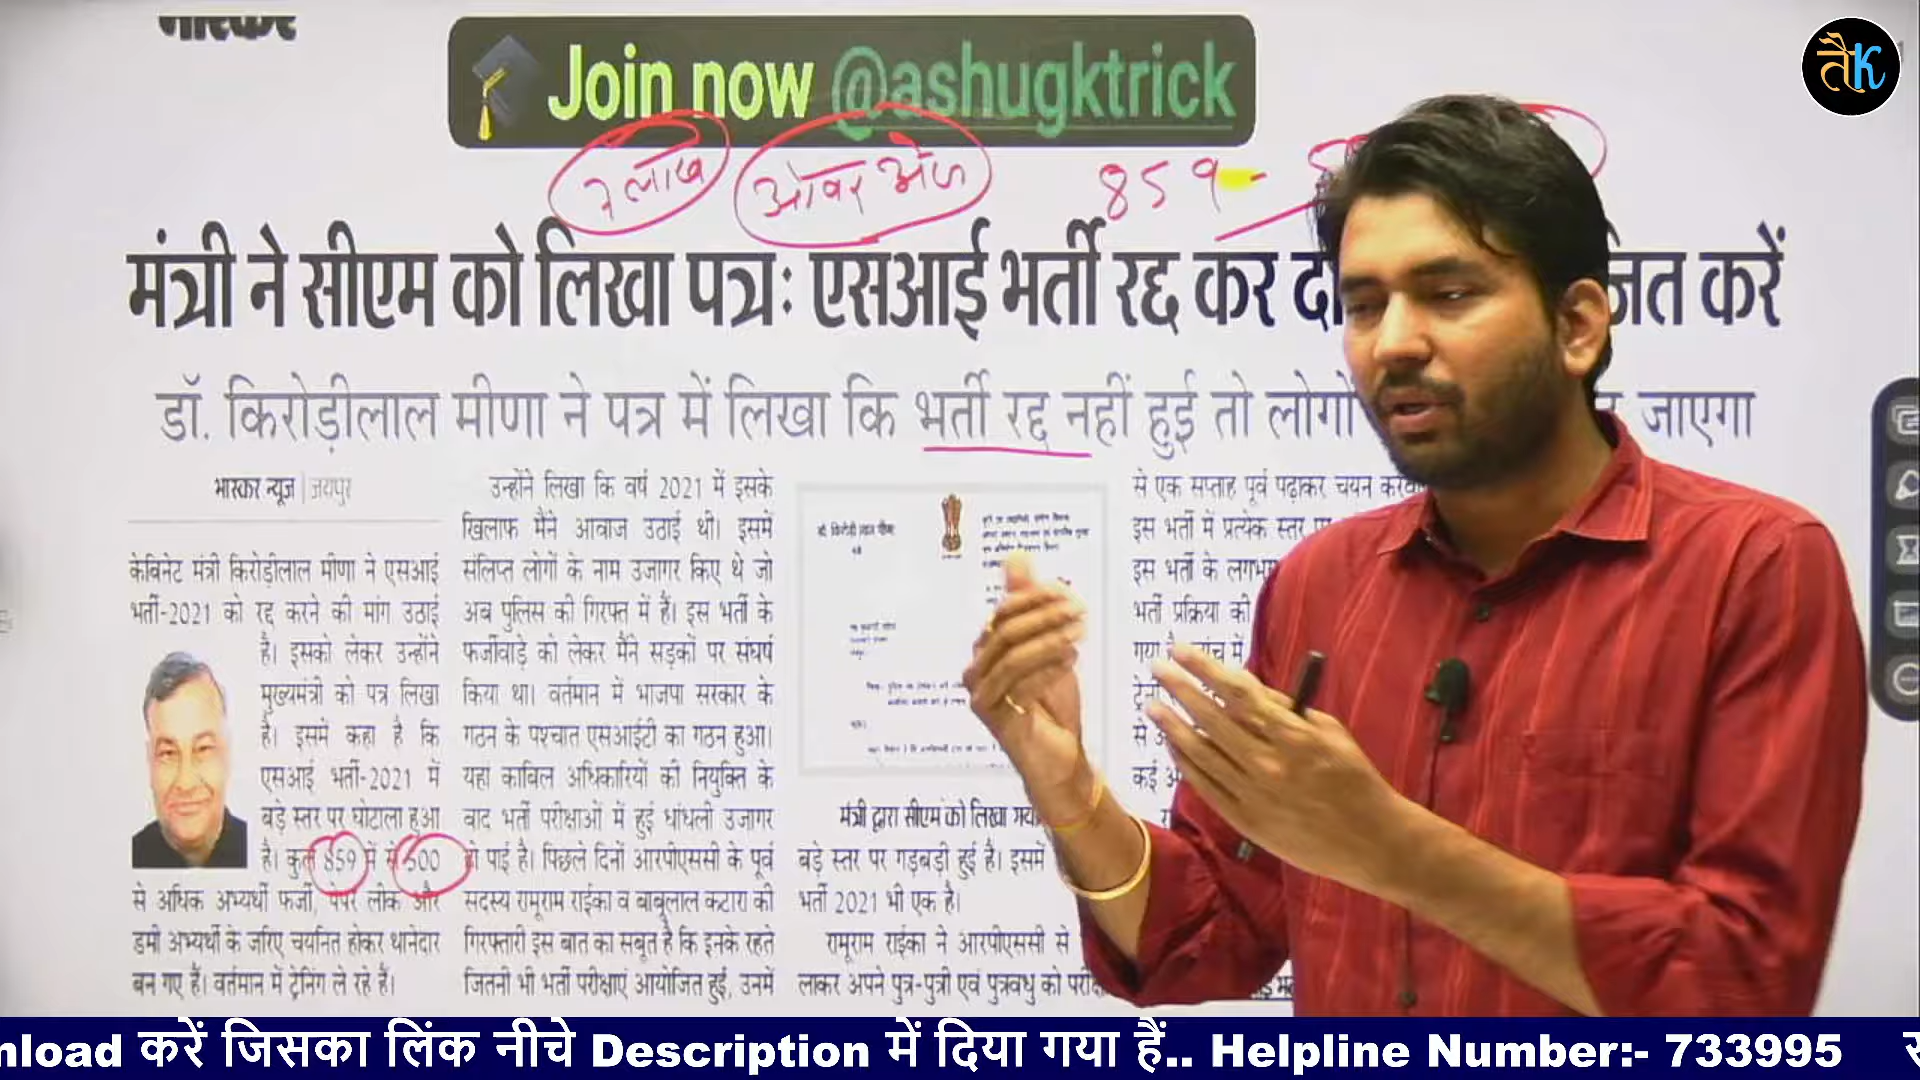 भास्कर
Join now @ashugktrick
२ लाख
ओवर ऐज
859 -
मंत्री ने सीएम को लिखा पत्रः एसआई भर्ती रद्द कर
करें
डॉ. किरोड़ीलाल मीणा ने पत्र में लिखा कि भर्ती रद्द नहीं हुई तो लोगों
जाएगा
भास्कर न्यूज | जयपुर
केबिनेट मंत्री किरोड़ीलाल मीणा ने एसआई
भर्ती-2021 को रद्द करने की मांग उठाई
है। इसको लेकर उन्होंने
मुख्यमंत्री को पत्र लिखा
है। इसमें कहा है कि
एसआई भर्ती-2021 में
बड़े स्तर पर घोटाला हुआ
है। कुल 859 में से 500
से अधिक अभ्यर्थी फर्जी, पेपर लीक और
डमी अभ्यर्थी के जरिए चयनित होकर थानेदार
बन गए हैं। वर्तमान में ट्रेनिंग ले रहे हैं।
उन्होंने लिखा कि वर्ष 2021 में इसके
खिलाफ मैंने आवाज उठाई थी। इसमें
संलिप्त लोगों के नाम उजागर किए थे जो
अब पुलिस की गिरफ्त में हैं। इस भर्ती के
फर्जीवाड़े को लेकर मैंने सड़कों पर संघर्ष
किया था। वर्तमान में भाजपा सरकार के
गठन के पश्चात एसआईटी का गठन हुआ।
यहां काबिल अधिकारियों की नियुक्ति के
बाद भर्ती परीक्षाओं में हुई धांधली उजागर
हो पाई है। पिछले दिनों आरपीएससी के पूर्व
सदस्य रामूराम राईका व बाबूलाल कटारा की
गिरफ्तारी इस बात का सबूत है कि इनके रहते
जितनी भी भर्ती परीक्षाएं आयोजित हुई, उनमें
डॉ. किरोड़ी लाल मीणा
मंत्री द्वारा सीएम को लिखा
बड़े स्तर पर गड़बड़ी हुई है। इसमें
भर्ती 2021 भी एक है।
रामूराम राईका ने आरपीएससी से
लाकर अपने पुत्र-पुत्री एवं पुत्रवधु को
से एक सप्ताह पूर्व पढ़ाकर चयन
इस भर्ती में प्रत्येक स्तर पर
इस भर्ती के
भर्ती प्रक्रिया की
में
से
कई
तैK
करें जिसका लिंक नीचे Description में दिया गया हैं.. Helpline Number:- 733995